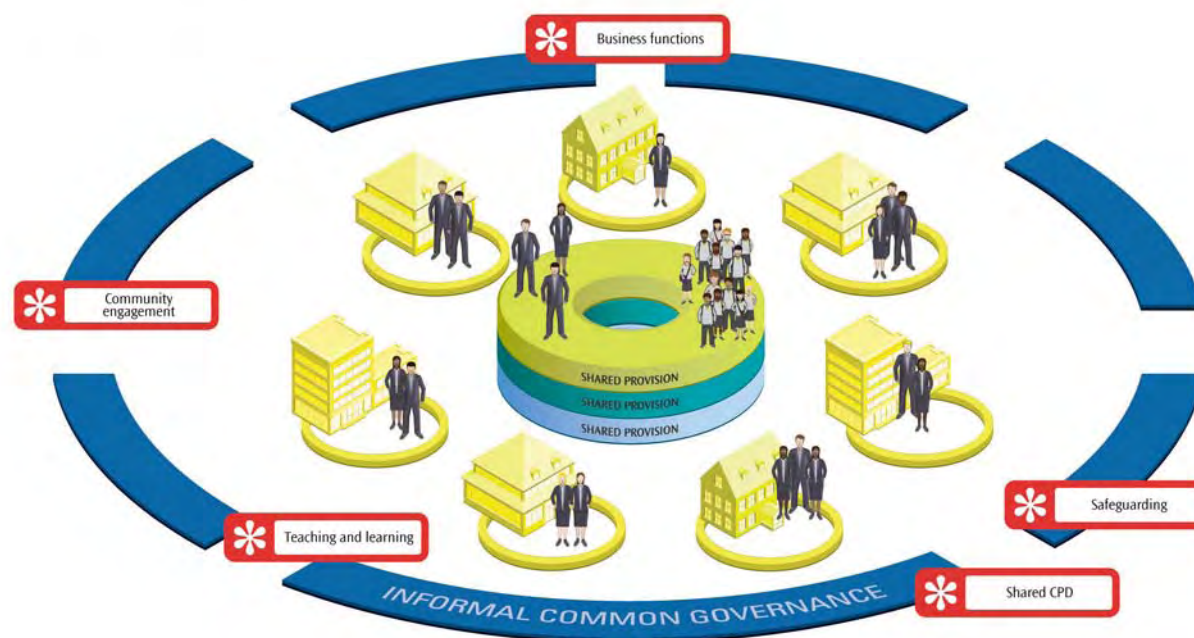 Business functions
Community
engagement
SHARED PROVISION
SHARED PROVISION
SHARED PROVISION
Safeguarding
Teaching and learning
Shared CPD
INFORMAL COMMON GOVERNANCE